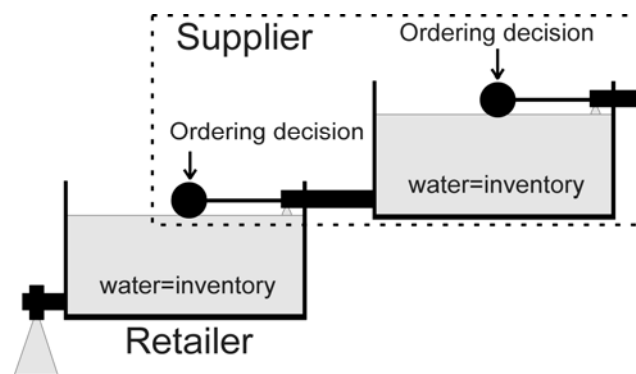 Supplier
Ordering decision
Ordering decision
water=inventory
water=inventory
Retailer